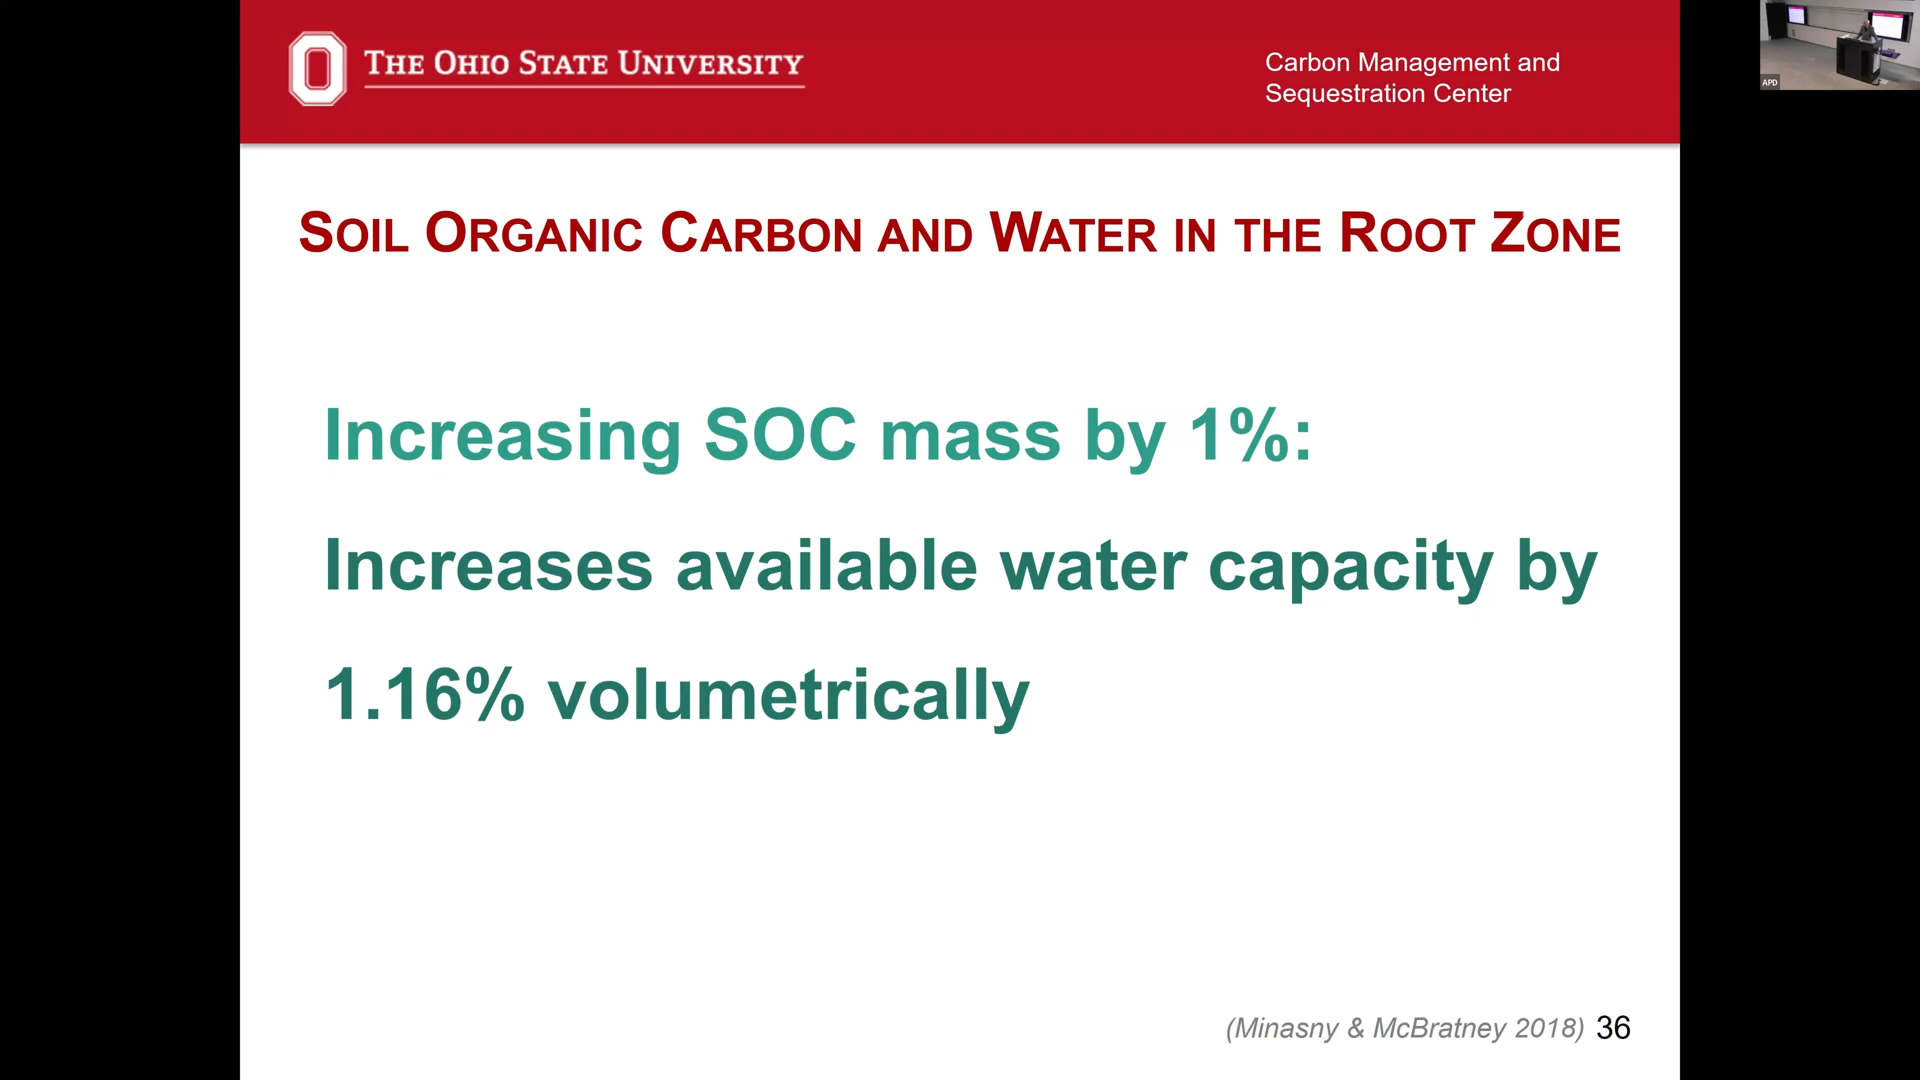 THE OHIO STATE UNIVERSITY
Carbon Management and
Sequestration Center
APD
SOIL ORGANIC CARBON AND WATER IN THE ROOT ZONE
Increasing SOC mass by 1%:
Increases available water capacity by
1.16% volumetrically
(Minasny & McBratney 2018) 36